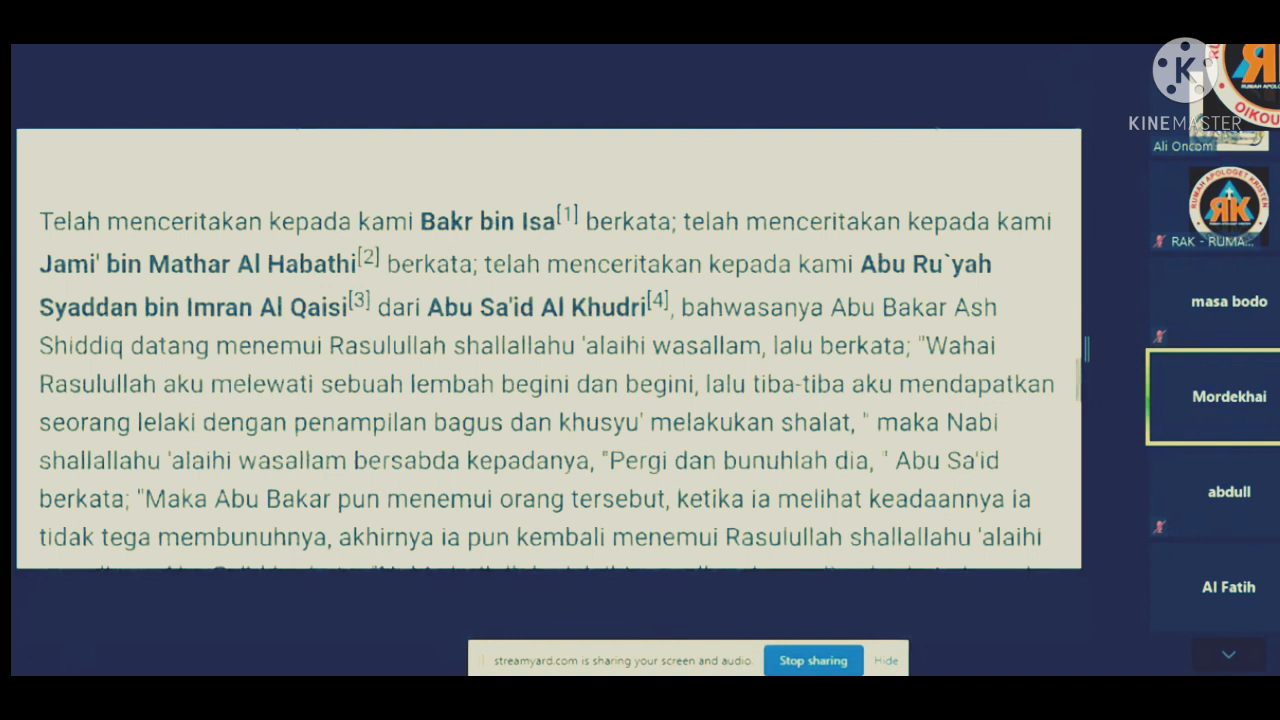 Telah menceritakan kepada kami Bakr bin Isa[1] berkata; telah menceritakan kepada kami
Jami' bin Mathar Al Habathi[2] berkata; telah menceritakan kepada kami Abu Ru`yah
Syaddan bin Imran Al Qaisi[3] dari Abu Sa'id Al Khudri[4], bahwasanya Abu Bakar Ash
Shiddiq datang menemui Rasulullah shallallahu 'alaihi wasallam, lalu berkata; "Wahai
Rasulullah aku melewati sebuah lembah begini dan begini, lalu tiba-tiba aku mendapatkan
seorang lelaki dengan penampilan bagus dan khusyu' melakukan shalat, " maka Nabi
shallallahu 'alaihi wasallam bersabda kepadanya, "Pergi dan bunuhlah dia, " Abu Sa'id
berkata; "Maka Abu Bakar pun menemui orang tersebut, ketika ia melihat keadaannya ia
tidak tega membunuhnya, akhirnya ia pun kembali menemui Rasulullah shallallahu 'alaihi
streamyard.com is sharing your screen and audio.
Stop sharing
Hide
K
KINEMASTER
Ali Oncom
RUMAH APOLOGET KRISTEN
RK
RAK - RUMA...
masa bodo
Mordekhai
abdull
Al Fatih